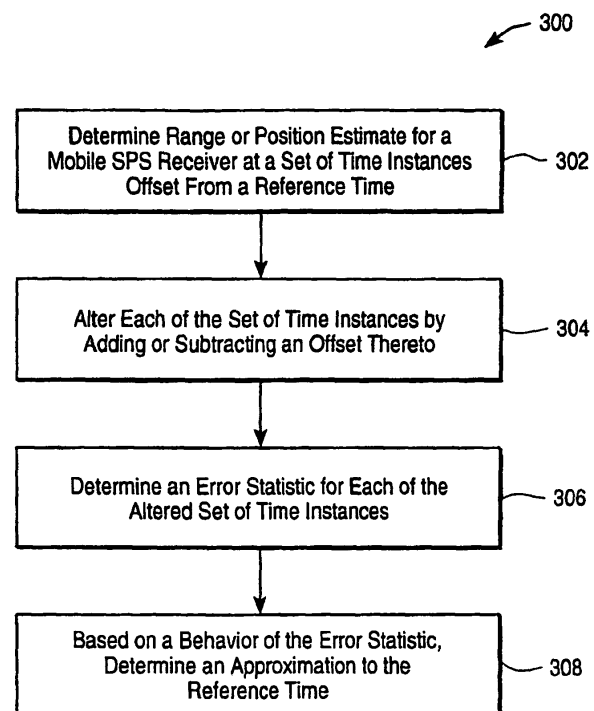 300
Determine Range or Position Estimate for a
Mobile SPS Receiver at a Set of Time Instances
Offset From a Reference Time
302
Alter Each of the Set of Time Instances by
Adding or Subtracting an Offset Thereto
304
Determine an Error Statistic for Each of the
Altered Set of Time Instances
306
Based on a Behavior of the Error Statistic,
Determine an Approximation to the
Reference Time
308